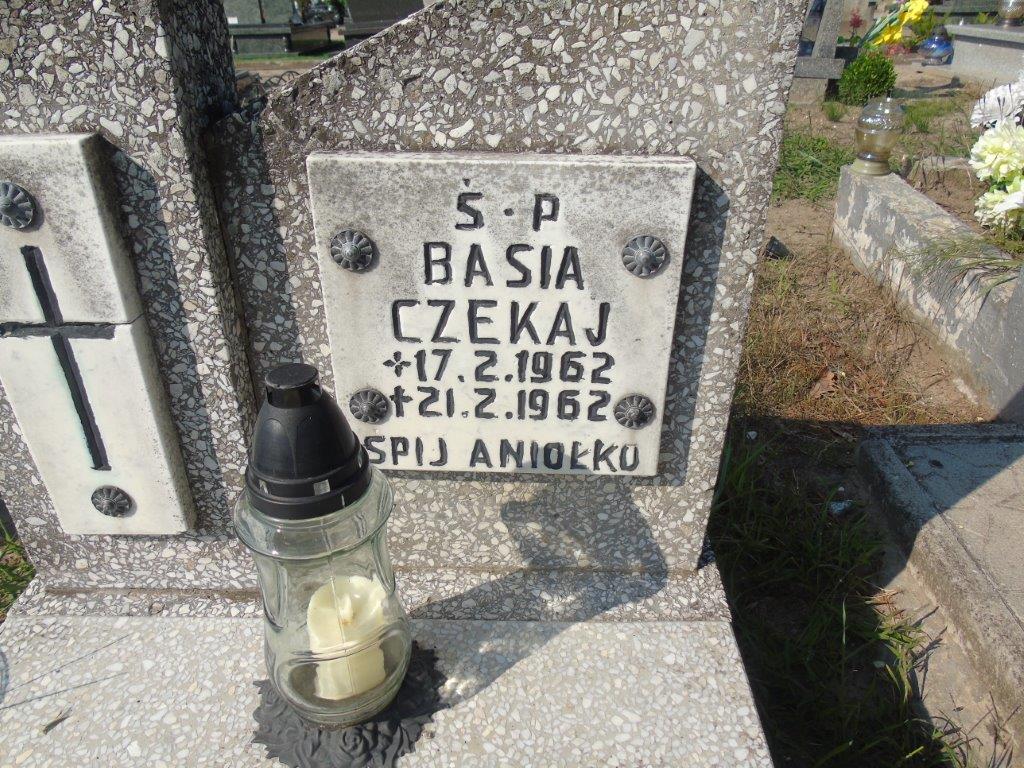 Ś.P
BASIA
CZEKAJ
*17.2.1962
†21.2.1962
SPIJ ANIOŁKU